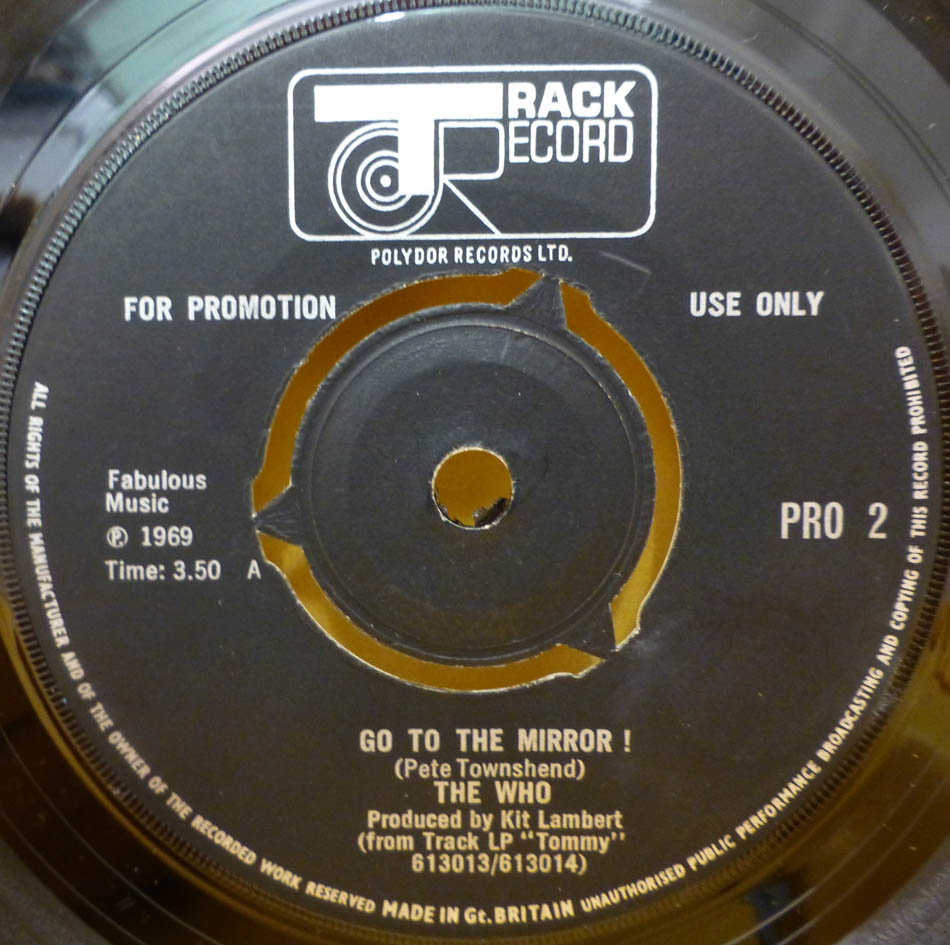 TRACK
RECORD
POLYDOR RECORDS LTD.
FOR PROMOTION USE ONLY
Fabulous
Music
℗ 1969
Time: 3.50 A
PRO 2
GO TO THE MIRROR !
(Pete Townshend)
THE WHO
Produced by Kit Lambert
(from Track LP "Tommy"
613013/613014)
ALL RIGHTS OF THE MANUFACTURER AND OF THE OWNER OF THE RECORDED WORK RESERVED MADE IN Gt. BRITAIN UNAUTHORISED PUBLIC PERFORMANCE BROADCASTING AND COPYING OF THIS RECORD PROHIBITED